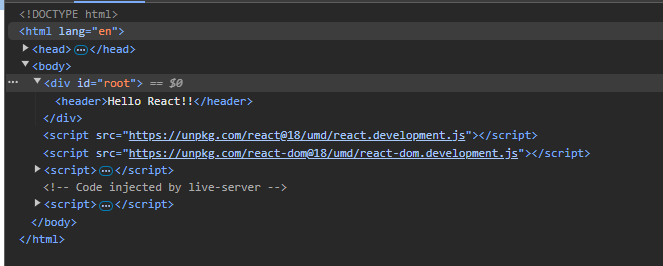 <!DOCTYPE html>
<html lang="en">
<head> ... </head>
<body>
... <div id="root"> == $0
<header>Hello React!!</header>
</div>
<script src="https://unpkg.com/react@18/umd/react.development.js"></script>
<script src="https://unpkg.com/react-dom@18/umd/react-dom.development.js"></script>
<script> ... </script>
<!-- Code injected by live-server -->
<script> ... </script>
</body>
</html>